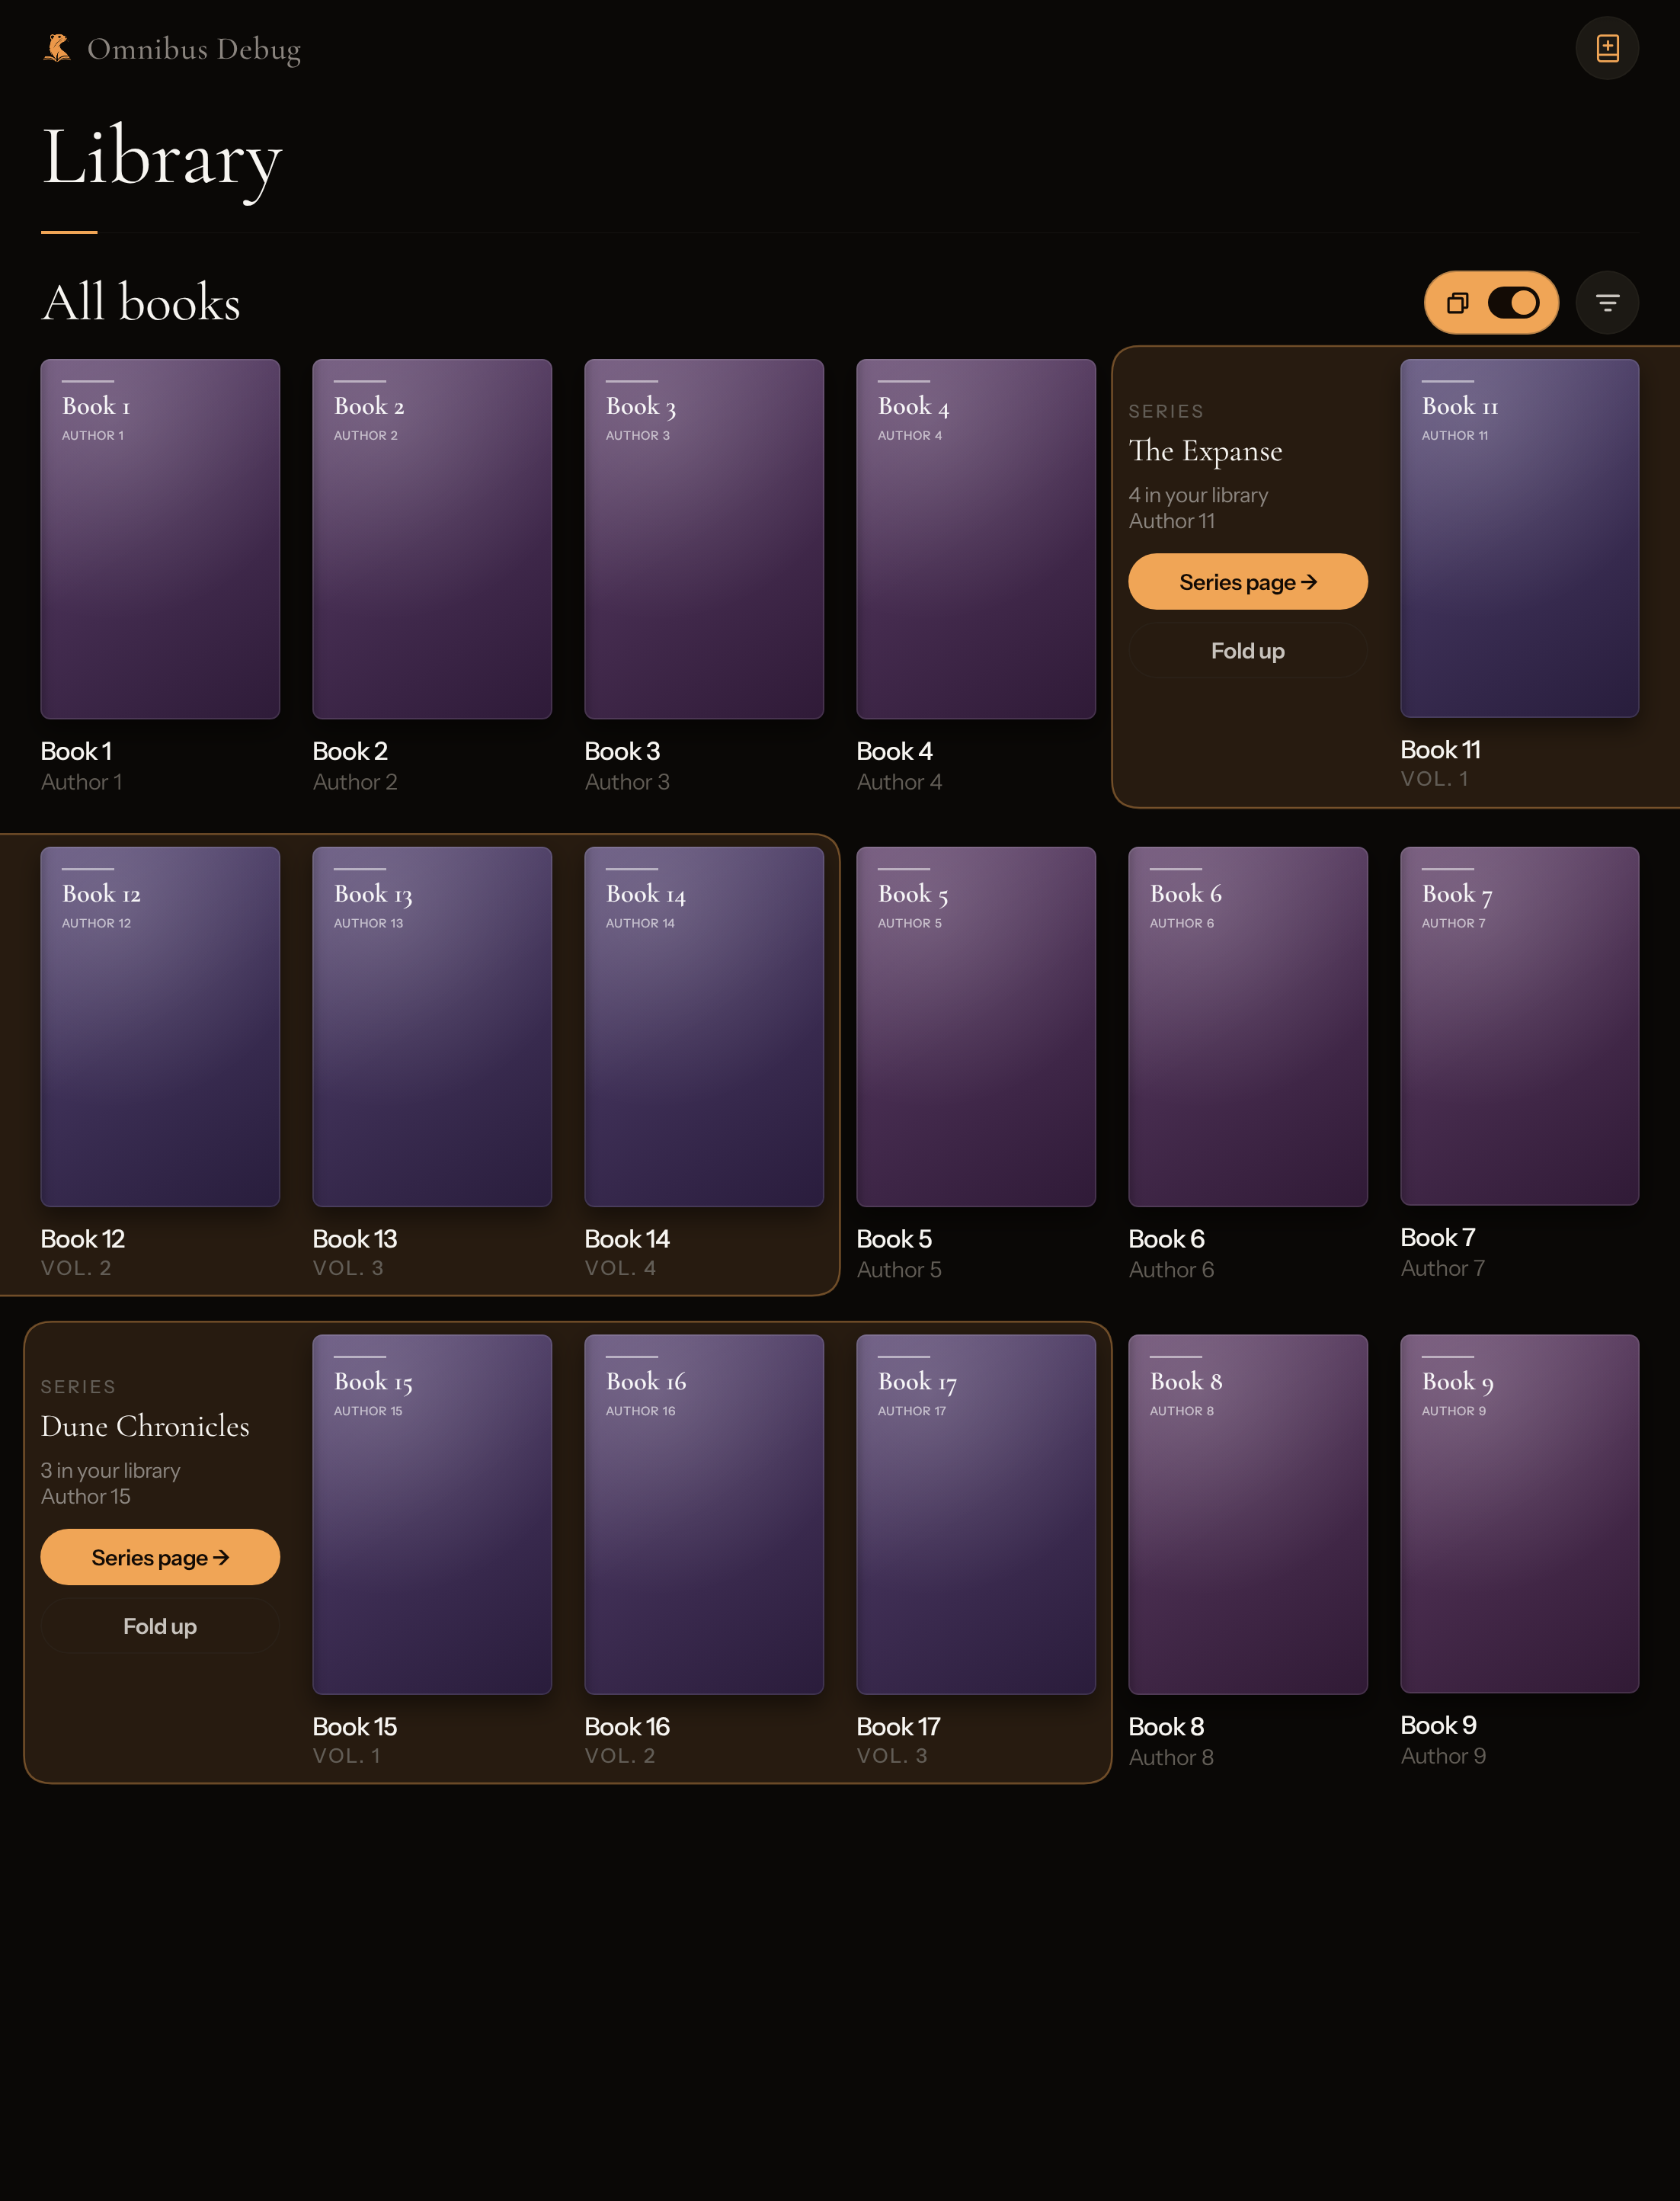 Omnibus Debug
Library
All books
Book 1
AUTHOR 1
Book 1
Author 1
Book 2
AUTHOR 2
Book 2
Author 2
Book 3
AUTHOR 3
Book 3
Author 3
Book 4
AUTHOR 4
Book 4
Author 4
SERIES
The Expanse
4 in your library
Author 11
Series page →
Fold up
Book 11
AUTHOR 11
Book 11
VOL. 1
Book 12
AUTHOR 12
Book 12
VOL. 2
Book 13
AUTHOR 13
Book 13
VOL. 3
Book 14
AUTHOR 14
Book 14
VOL. 4
Book 5
AUTHOR 5
Book 5
Author 5
Book 6
AUTHOR 6
Book 6
Author 6
Book 7
AUTHOR 7
Book 7
Author 7
SERIES
Dune Chronicles
3 in your library
Author 15
Series page →
Fold up
Book 15
AUTHOR 15
Book 15
VOL. 1
Book 16
AUTHOR 16
Book 16
VOL. 2
Book 17
AUTHOR 17
Book 17
VOL. 3
Book 8
AUTHOR 8
Book 8
Author 8
Book 9
AUTHOR 9
Book 9
Author 9